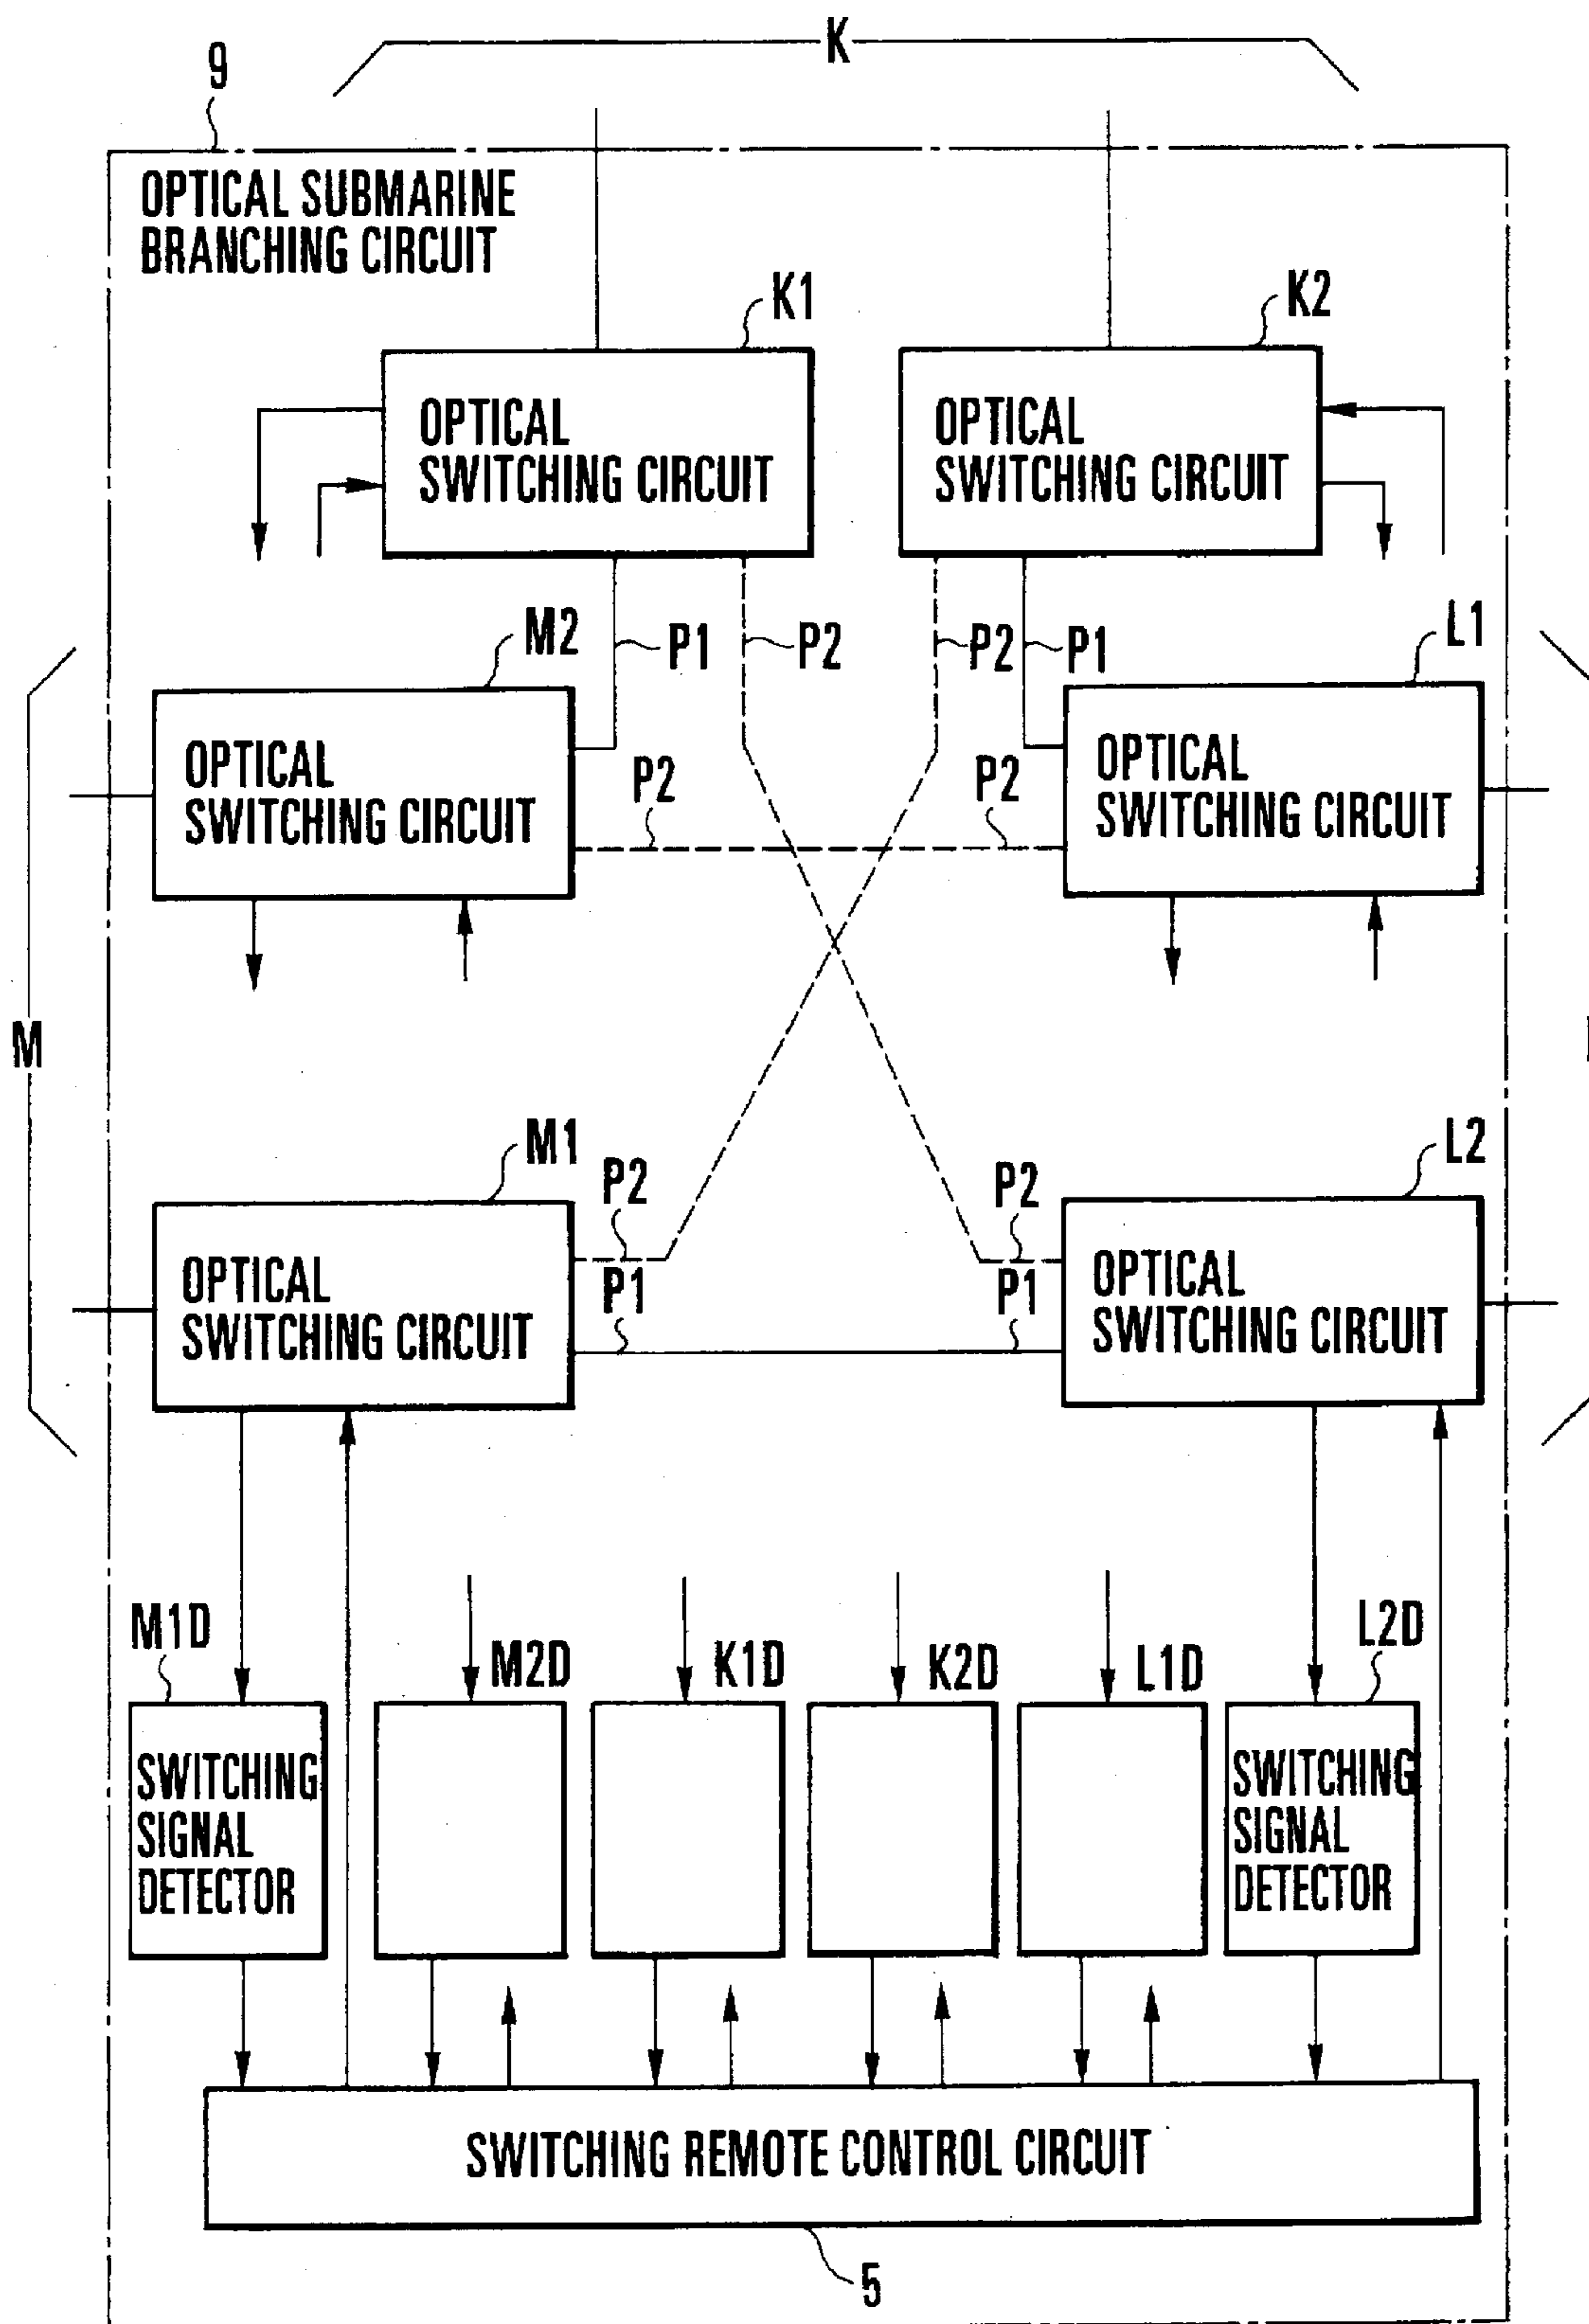 K
9
OPTICAL SUBMARINE
BRANCHING CIRCUIT
K1
K2
OPTICAL
SWITCHING CIRCUIT
OPTICAL
SWITCHING CIRCUIT
M2
P1
P2
P2
P1
L1
OPTICAL
SWITCHING CIRCUIT
P2
P2
OPTICAL
SWITCHING CIRCUIT
M
M1
L2
P2
P2
OPTICAL
SWITCHING CIRCUIT
P1
P1
OPTICAL
SWITCHING CIRCUIT
M1D
M2D
K1D
K2D
L1D
L2D
SWITCHING
SIGNAL
DETECTOR
SWITCHING
SIGNAL
DETECTOR
SWITCHING REMOTE CONTROL CIRCUIT
5